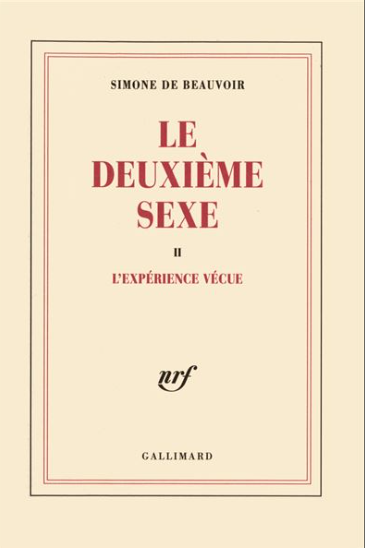 SIMONE DE BEAUVOIR
LE
DEUXIÈME
SEXE
II
L'EXPÉRIENCE VÉCUE
nrf
GALLIMARD